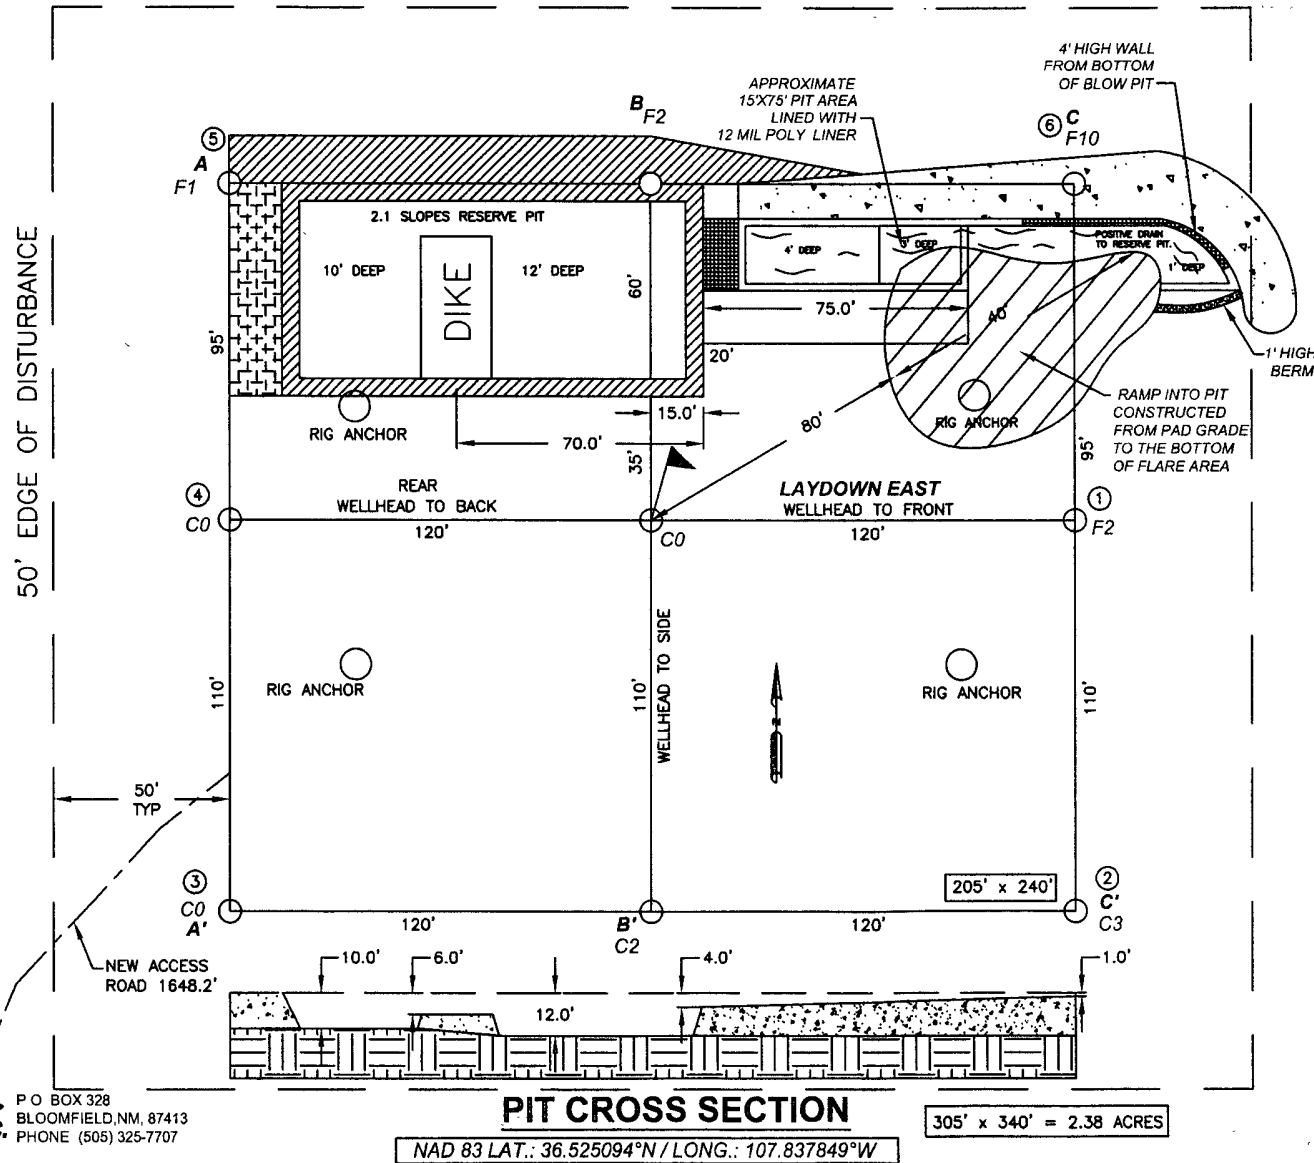 4' HIGH WALL
FROM BOTTOM
OF BLOW PIT
APPROXIMATE
15'X75' PIT AREA
LINED WITH
12 MIL POLY LINER
5
A
F1
B
F2
6
C
F10
2.1 SLOPES RESERVE PIT
10' DEEP
DIKE
12' DEEP
60'
4' DEEP
3' DEEP
POSITIVE DRAIN
TO RESERVE PIT.
1' DEEP
75.0'
40'
20'
1' HIGH
BERM
95'
RIG ANCHOR
15.0'
70.0'
35'
80'
RIG ANCHOR
RAMP INTO PIT
CONSTRUCTED
FROM PAD GRADE
TO THE BOTTOM
OF FLARE AREA
95'
50' EDGE OF DISTURBANCE
4
C0
REAR
WELLHEAD TO BACK
120'
C0
LAYDOWN EAST
WELLHEAD TO FRONT
120'
1
F2
110'
RIG ANCHOR
WELLHEAD TO SIDE
110'
RIG ANCHOR
110'
50'
TYP
205' x 240'
3
C0
A'
120'
B'
C2
120'
2
C'
C3
NEW ACCESS
ROAD 1648.2'
10.0'
6.0'
12.0'
4.0'
1.0'
P O BOX 328
BLOOMFIELD,NM, 87413
PHONE (505) 325-7707
PIT CROSS SECTION
305' x 340' = 2.38 ACRES
NAD 83 LAT.: 36.525094°N / LONG.: 107.837849°W